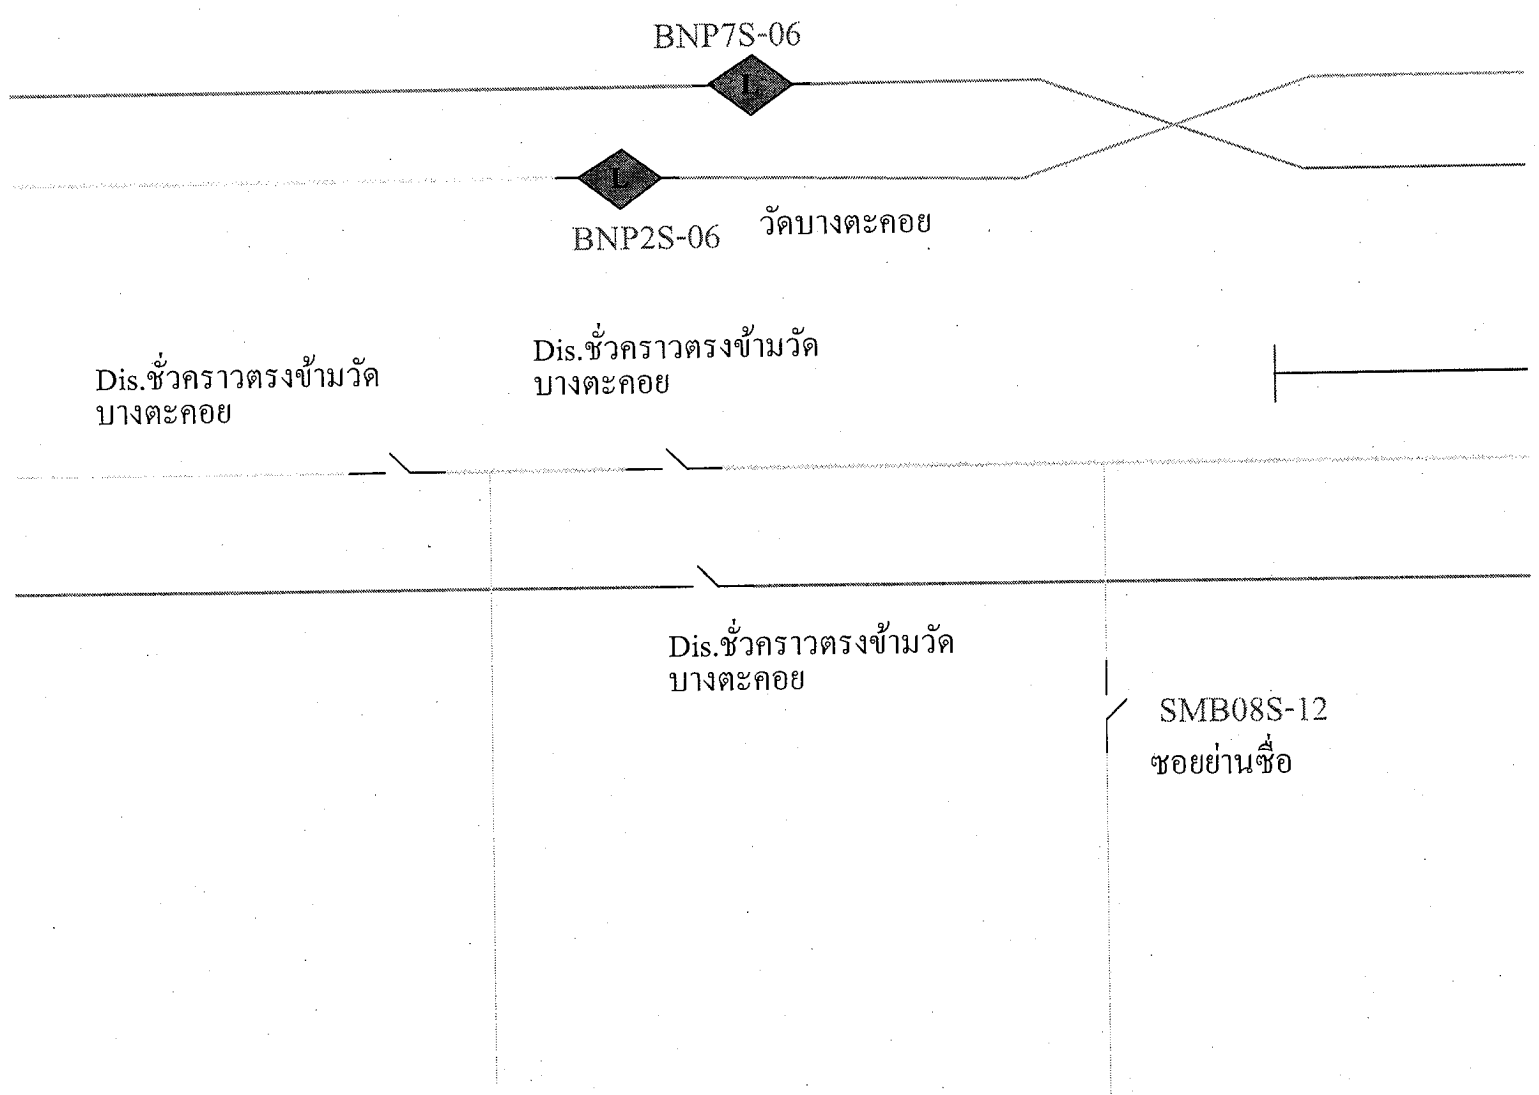 BNP7S-06
L
L
BNP2S-06
วัดบางตะคอย
Dis.ชั่วคราวตรงข้ามวัด
บางตะคอย
Dis.ชั่วคราวตรงข้ามวัด
บางตะคอย
Dis.ชั่วคราวตรงข้ามวัด
บางตะคอย
SMB08S-12
ซอยย่านซื่อ